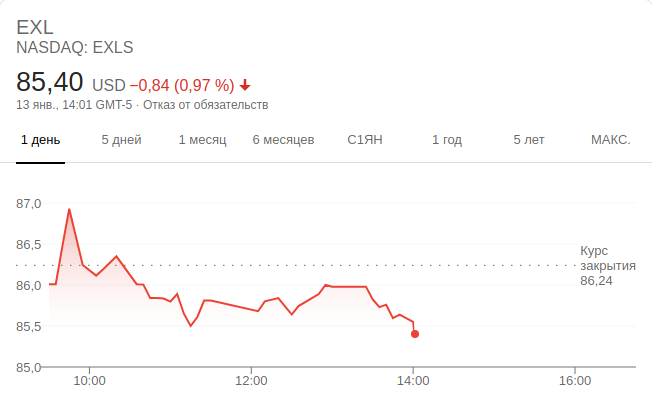 EXL
NASDAQ: EXLS
85,40 USD −0,84 (0,97 %)
13 янв., 14:01 GMT-5 · Отказ от обязательств
1 день 5 дней 1 месяц 6 месяцев С1ЯН 1 год 5 лет МАКС.
87,0
86,5
Курс
закрытия
86,24
86,0
85,5
85,0
10:00 12:00 14:00 16:00